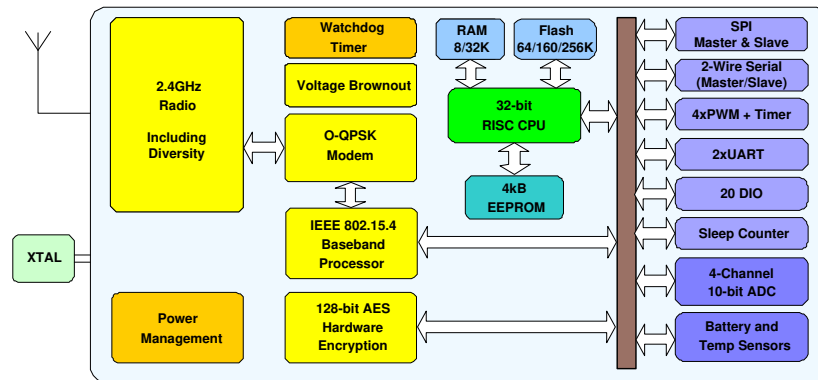 2.4GHz
Radio
Including
Diversity
XTAL
Power
Management
Watchdog
Timer
Voltage Brownout
O-QPSK
Modem
IEEE 802.15.4
Baseband
Processor
128-bit AES
Hardware
Encryption
RAM
8/32K
Flash
64/160/256K
32-bit
RISC CPU
4kB
EEPROM
SPI
Master & Slave
2-Wire Serial
(Master/Slave)
4xPWM + Timer
2xUART
20 DIO
Sleep Counter
4-Channel
10-bit ADC
Battery and
Temp Sensors